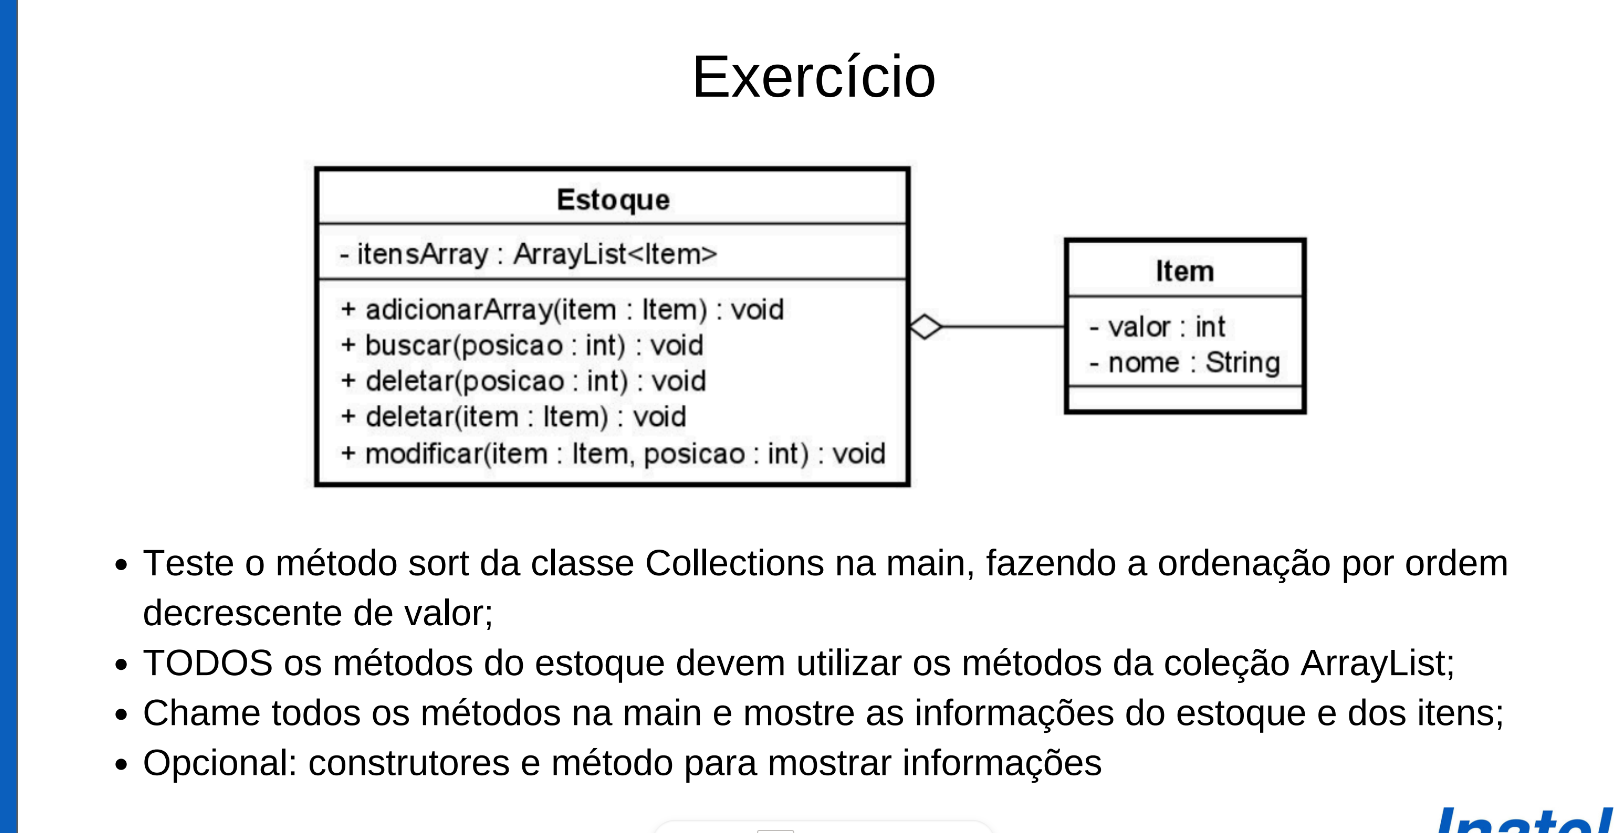 Exercício
Estoque
- itensArray : ArrayList<Item>
+ adicionarArray(item : Item) : void
+ buscar(posicao : int) : void
+ deletar(posicao : int) : void
+ deletar(item : Item) : void
+ modificar(item : Item, posicao : int) : void
Item
- valor : int
- nome : String
• Teste o método sort da classe Collections na main, fazendo a ordenação por ordem
decrescente de valor;
• TODOS os métodos do estoque devem utilizar os métodos da coleção ArrayList;
• Chame todos os métodos na main e mostre as informações do estoque e dos itens;
• Opcional: construtores e método para mostrar informações
Inatel